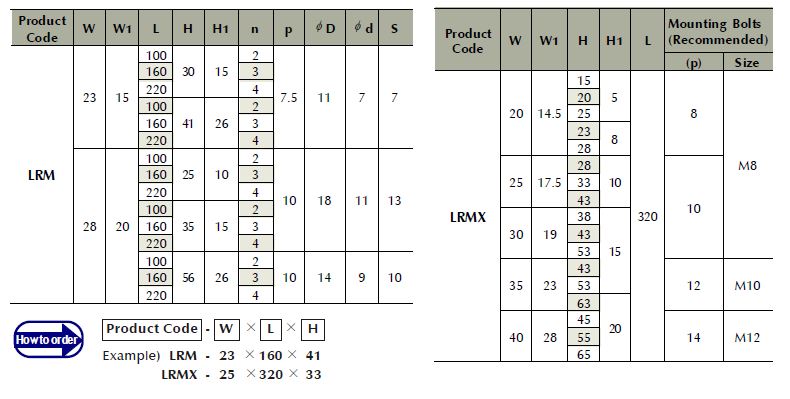 Product Code W W1 L H H1 n p ϕD ϕd S
LRM 23 15 100 30 15 2 7.5 11 7 7
160 3
220 4
100 41 26 2
160 3
220 4
28 20 100 25 10 2 10 18 11 13
160 3
220 4
100 35 15 2
160 3
220 4
100 56 26 2 10 14 9 10
160 3
220 4
How to order
Product Code - W × L × H
Example) LRM - 23 × 160 × 41
LRMX - 25 × 320 × 33
Product Code W W1 H H1 L Mounting Bolts (Recommended)
(p) Size
LRMX 20 14.5 15 5 320 8 M8
20
25
23 8
28
25 17.5 28 10 10
33
43
30 19 38 15
43
53
35 23 43 12 M10
53
63 20
40 28 45 14 M12
55
65